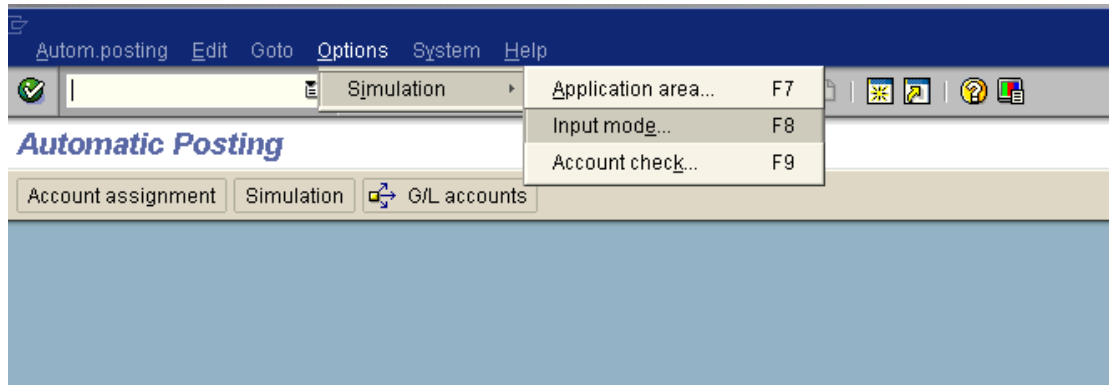 Autom.posting Edit Goto Options System Help
Simulation
Application area... F7
Input mode... F8
Account check... F9
Automatic Posting
Account assignment Simulation G/L accounts